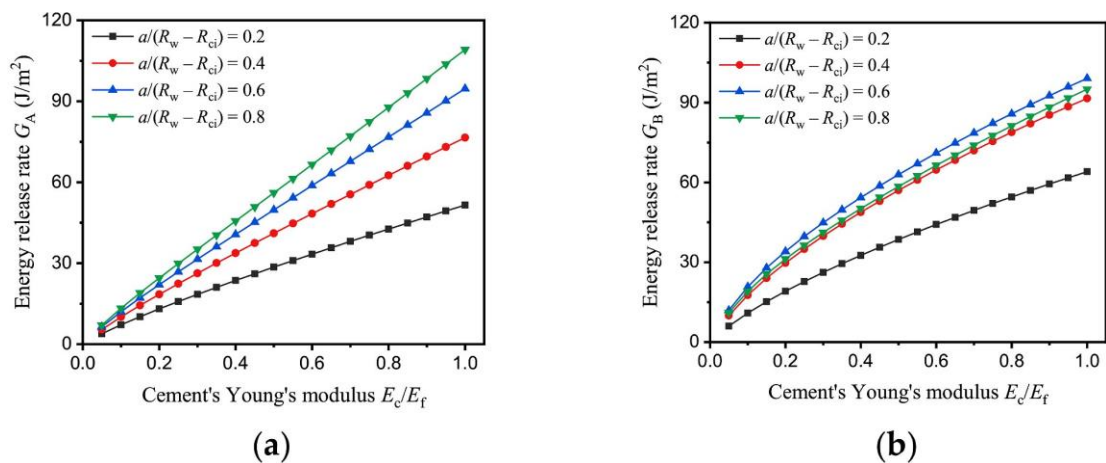 120
90
60
30
0
Energy release rate G_A (J/m²)
a/(R_w – R_ci) = 0.2
a/(R_w – R_ci) = 0.4
a/(R_w – R_ci) = 0.6
a/(R_w – R_ci) = 0.8
0.0 0.2 0.4 0.6 0.8 1.0
Cement's Young's modulus E_c/E_f
(a)
120
90
60
30
0
Energy release rate G_B (J/m²)
a/(R_w – R_ci) = 0.2
a/(R_w – R_ci) = 0.4
a/(R_w – R_ci) = 0.6
a/(R_w – R_ci) = 0.8
0.0 0.2 0.4 0.6 0.8 1.0
Cement's Young's modulus E_c/E_f
(b)